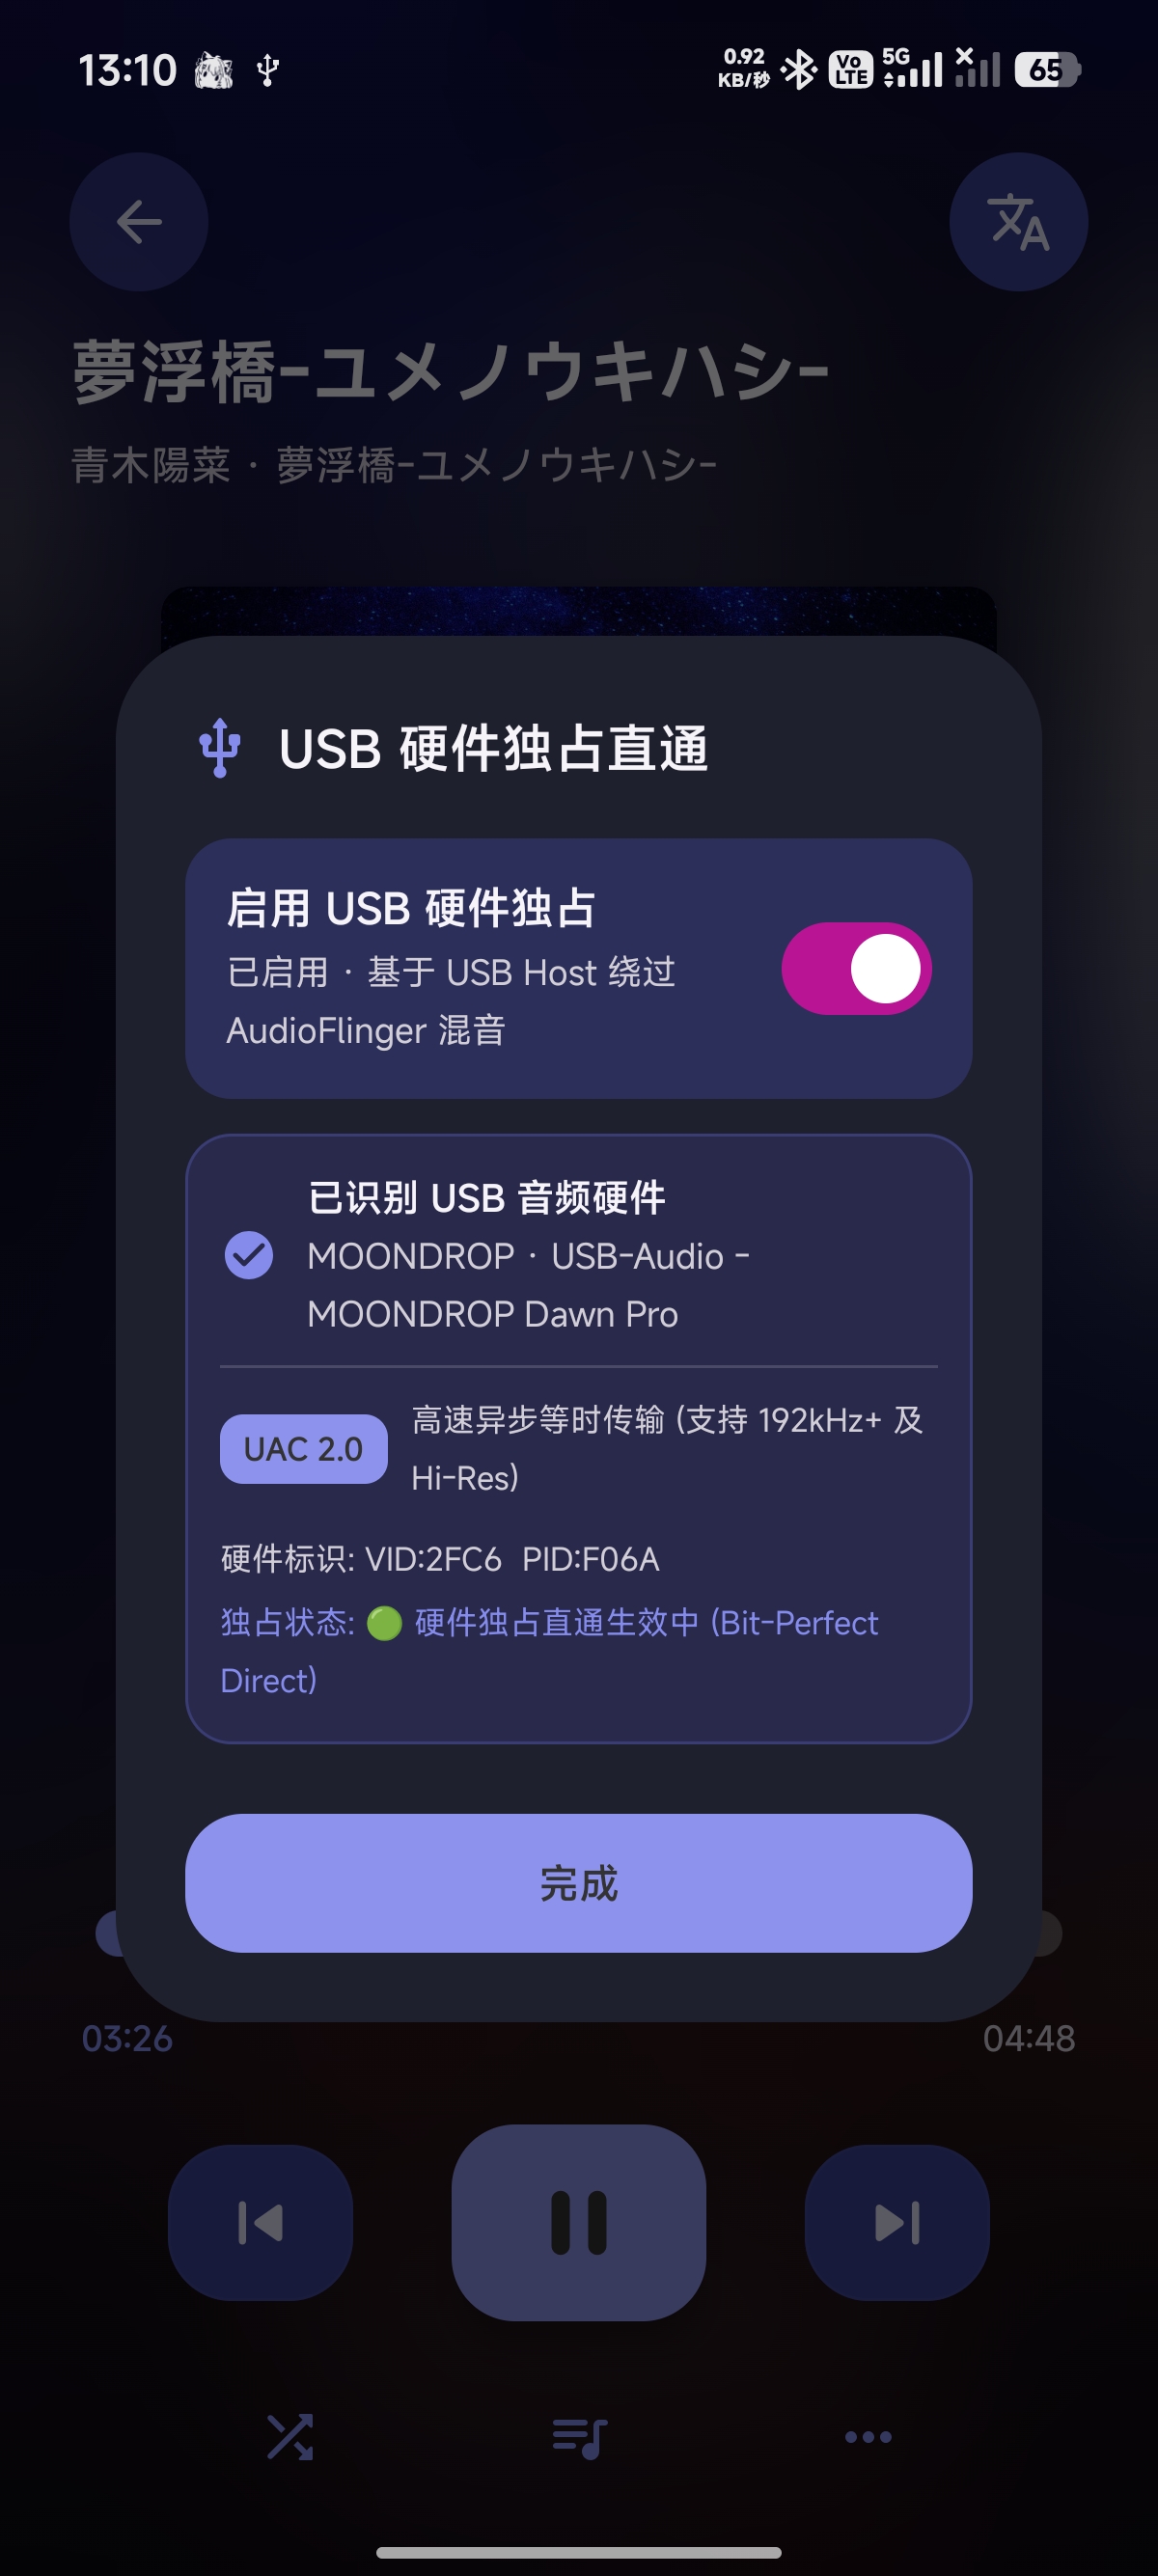 13:10
0.92
KB/秒
Vo
LTE
5G
65
夢浮橋-ユメノウキハシ-
青木陽菜 · 夢浮橋-ユメノウキハシ-
USB 硬件独占直通
启用 USB 硬件独占
已启用 · 基于 USB Host 绕过
AudioFlinger 混音
已识别 USB 音频硬件
MOONDROP · USB-Audio -
MOONDROP Dawn Pro
UAC 2.0
高速异步等时传输 (支持 192kHz+ 及
Hi-Res)
硬件标识: VID:2FC6 PID:F06A
独占状态: 🟢 硬件独占直通生效中 (Bit-Perfect
Direct)
完成
03:26
04:48